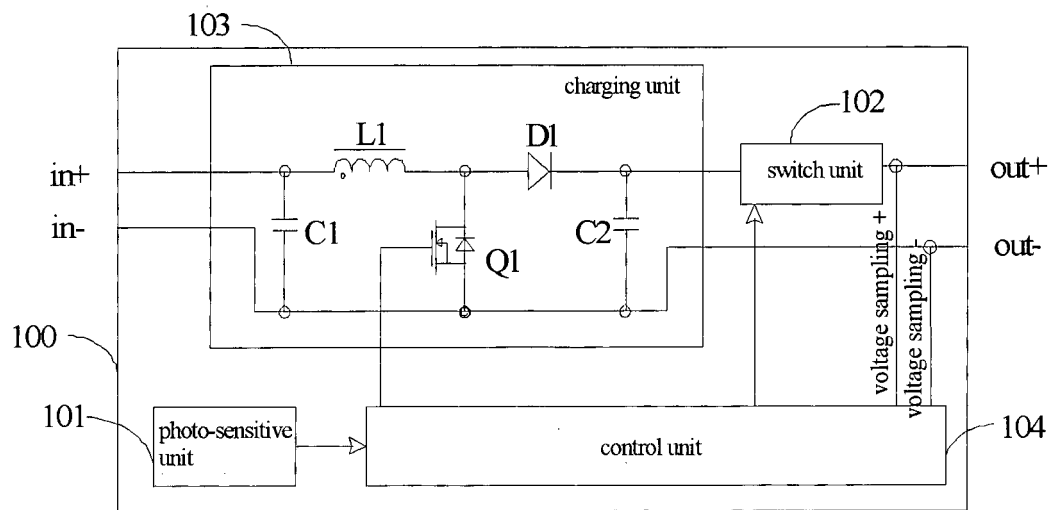 103
charging unit
102
L1
D1
in+
switch unit
out+
in-
C1
C2
out-
Q1
voltage sampling +
voltage sampling -
100
101
photo-sensitive
unit
control unit
104